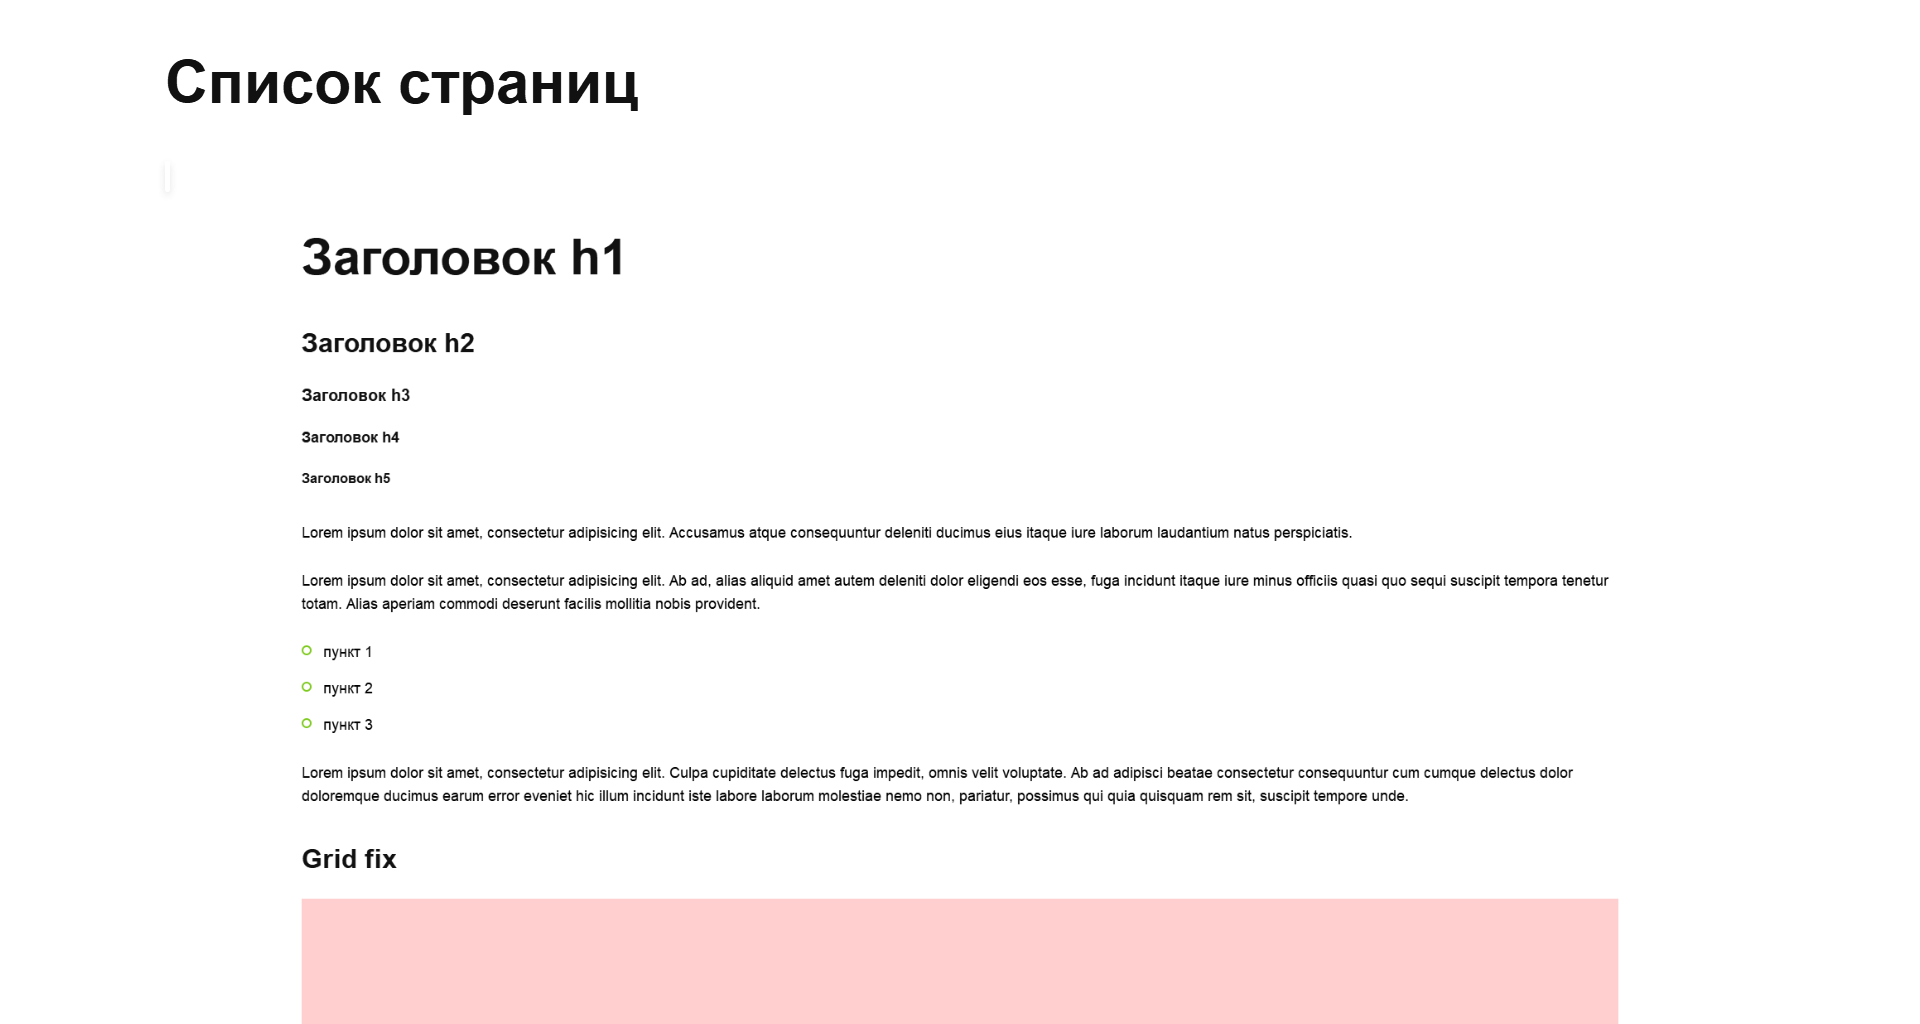 Список страниц
Заголовок h1
Заголовок h2
Заголовок h3
Заголовок h4
Заголовок h5
Lorem ipsum dolor sit amet, consectetur adipisicing elit. Accusamus atque consequuntur deleniti ducimus eius itaque iure laborum laudantium natus perspiciatis.
Lorem ipsum dolor sit amet, consectetur adipisicing elit. Ab ad, alias aliquid amet autem deleniti dolor eligendi eos esse, fuga incidunt itaque iure minus officiis quasi quo sequi suscipit tempora tenetur
totam. Alias aperiam commodi deserunt facilis mollitia nobis provident.
пункт 1
пункт 2
пункт 3
Lorem ipsum dolor sit amet, consectetur adipisicing elit. Culpa cupiditate delectus fuga impedit, omnis velit voluptate. Ab ad adipisci beatae consectetur consequuntur cum cumque delectus dolor
doloremque ducimus earum error eveniet hic illum incidunt iste labore laborum molestiae nemo non, pariatur, possimus qui quia quisquam rem sit, suscipit tempore unde.
Grid fix